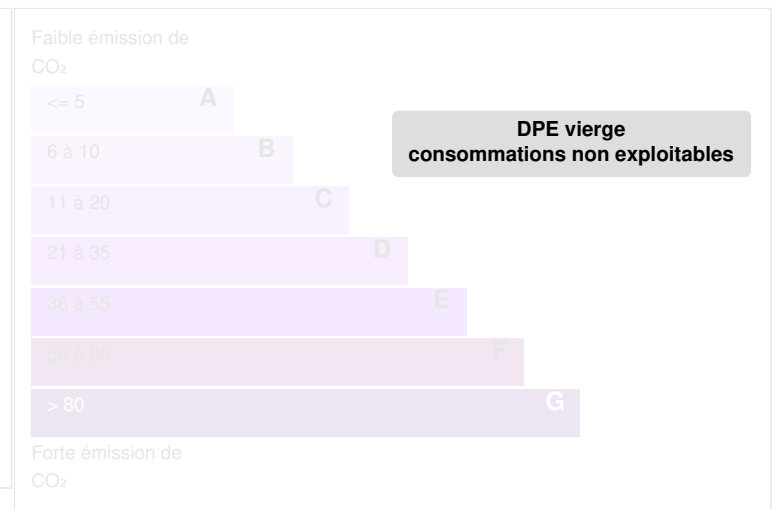 Faible émission de
CO₂
<= 5 A
DPE vierge
consommations non exploitables
6 à 10 B
11 à 20 C
21 à 35 D
36 à 55 E
56 à 80 F
> 80 G
Forte émission de
CO₂